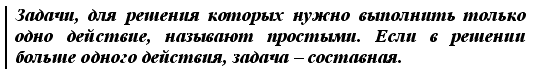 Задачи, для решения которых нужно выполнить только
одно действие, называют простыми. Если в решении
больше одного действия, задача – составная.